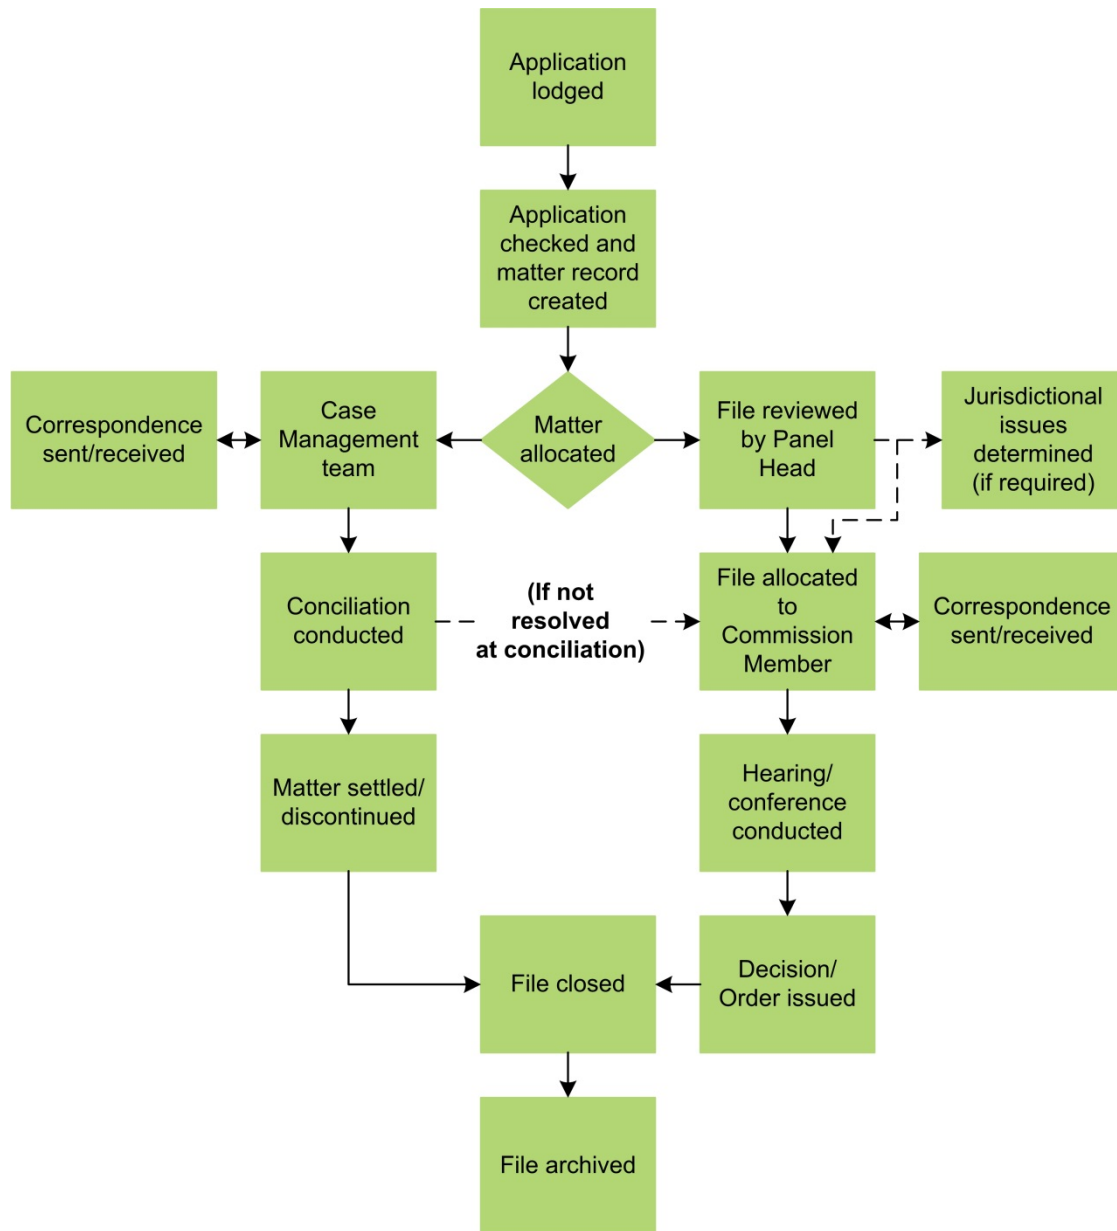 Application
lodged
Application
checked and
matter record
created
Correspondence
sent/received
Case
Management
team
Matter
allocated
File reviewed
by Panel
Head
Jurisdictional
issues
determined
(if required)
Conciliation
conducted
(If not
resolved
at conciliation)
File allocated
to
Commission
Member
Correspondence
sent/received
Matter settled/
discontinued
Hearing/
conference
conducted
File closed
Decision/
Order issued
File archived